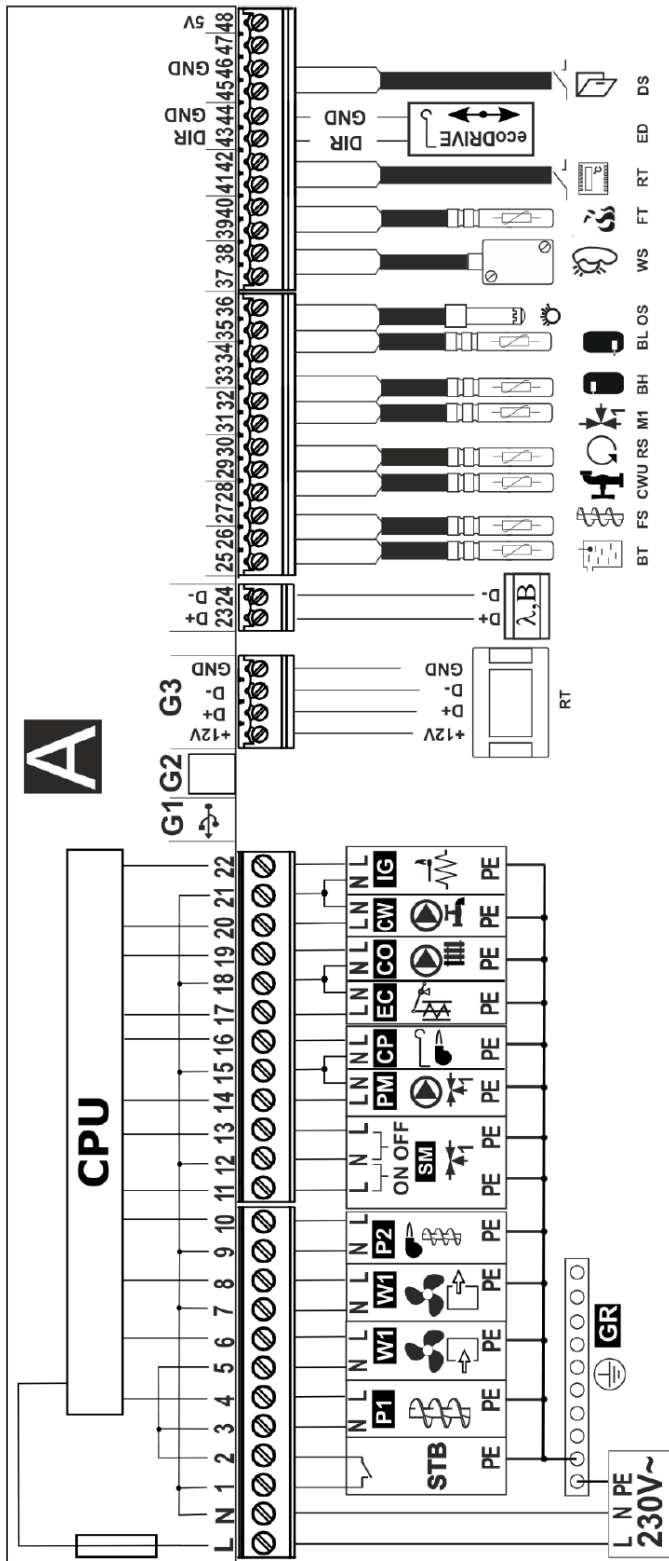 A
CPU
DIR GND GND 5V
G1 G2 G3 +12V D+ D- GND D+ D-
L N 1 2 3 4 5 6 7 8 9 10 11 12 13 14 15 16 17 18 19 20 21 22
23 24
25 26 27 28 29 30 31 32 33 34 35 36 37 38 39 40 41 42 43 44 45 46 47 48
N L N L N L N L L N L L N N L L N N L L N N L
ON OFF
STB P1 W1 W1 P2 SM PM CP EC CO CW IG
PE PE PE PE PE PE PE PE PE PE PE PE PE
+12V D+ D- GND
RT
D+ D-
λ,B
DIR GND
ecoDRIVE
°C
BT FS CWU RS M1 BH BL OS WS FT RT ED DS
GR
L N PE
230V~